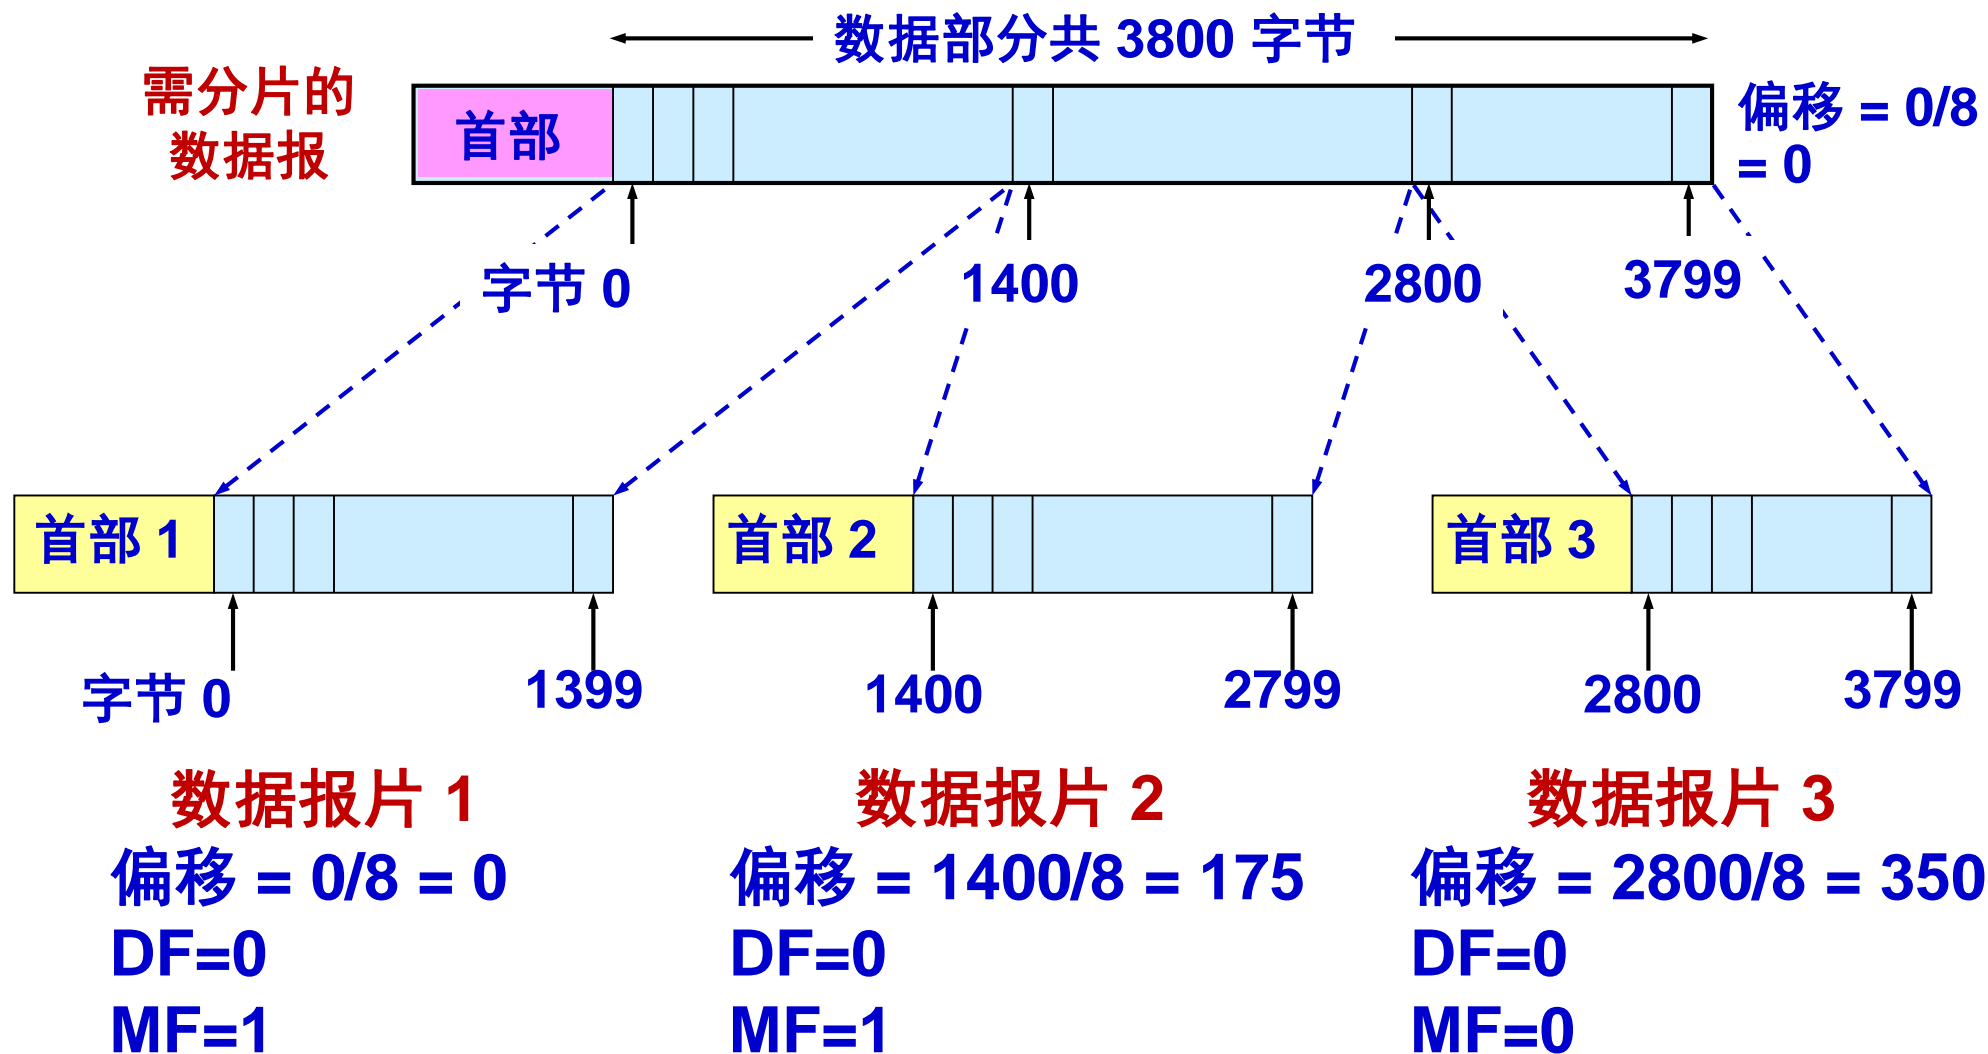 数据部分共 3800 字节
需分片的
数据报
首部
偏移 = 0/8
= 0
字节 0
1400
2800
3799
首部 1
首部 2
首部 3
字节 0
1399
1400
2799
2800
3799
数据报片 1
偏移 = 0/8 = 0
DF=0
MF=1
数据报片 2
偏移 = 1400/8 = 175
DF=0
MF=1
数据报片 3
偏移 = 2800/8 = 350
DF=0
MF=0